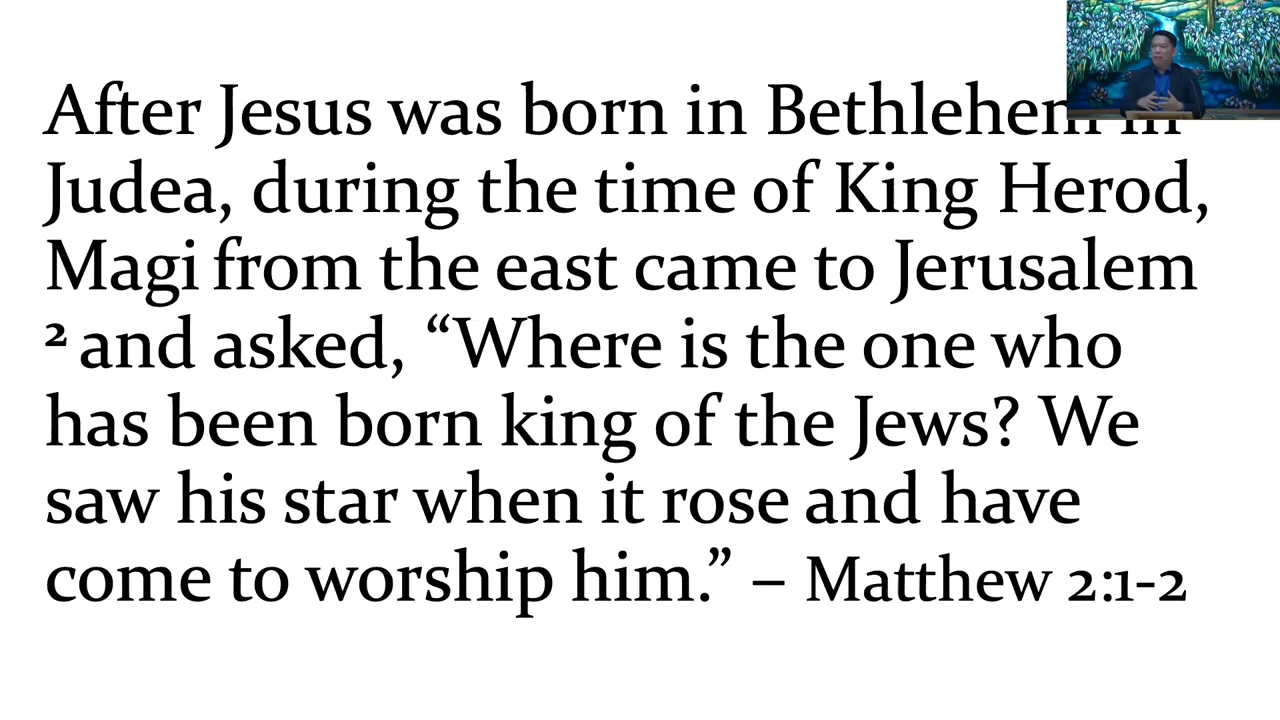 After Jesus was born in Bethlehem in
Judea, during the time of King Herod,
Magi from the east came to Jerusalem
² and asked, “Where is the one who
has been born king of the Jews? We
saw his star when it rose and have
come to worship him.” – Matthew 2:1-2